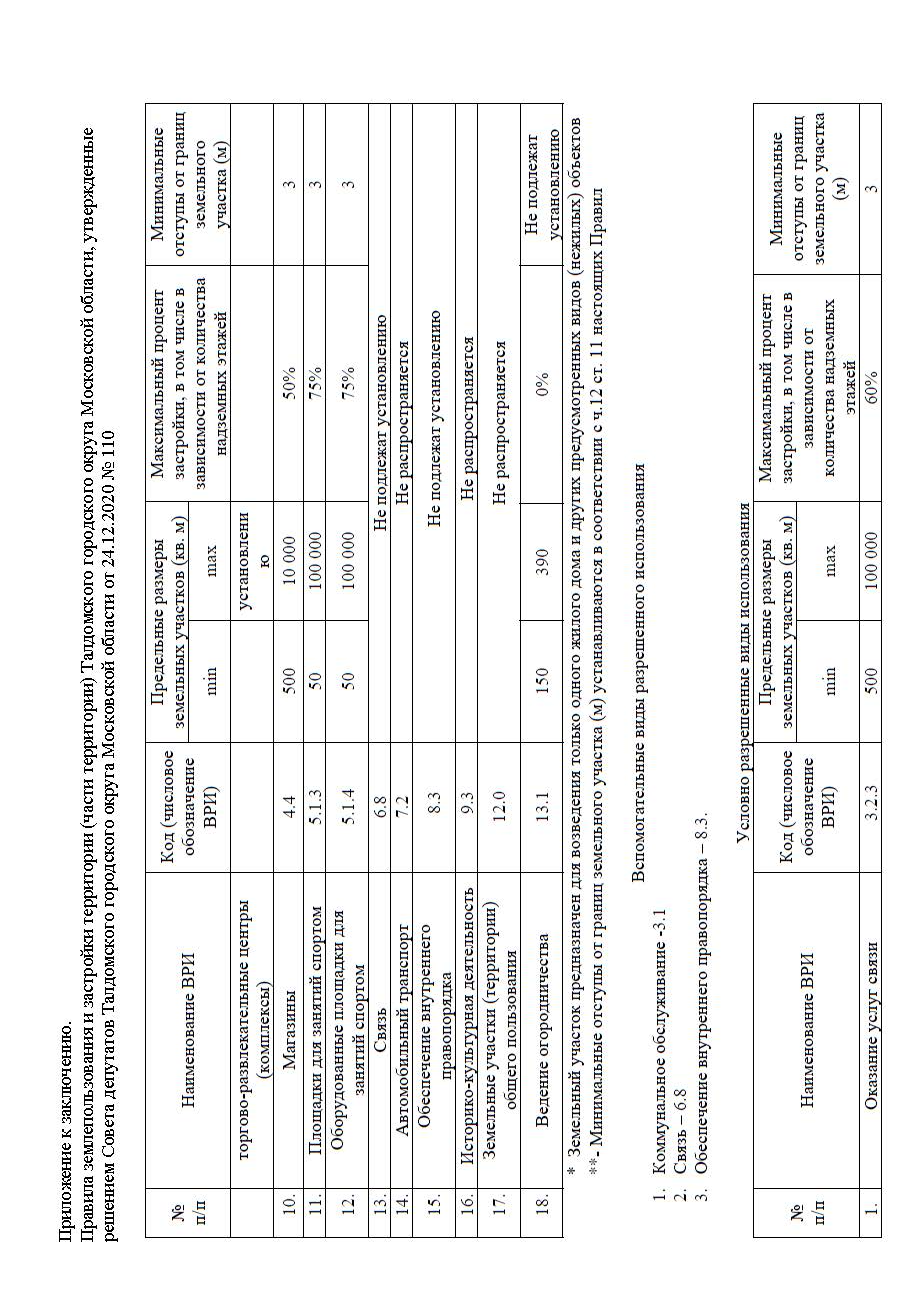 Приложение к заключению.
Правила землепользования и застройки территории (части территории) Талдомского городского округа Московской области, утвержденные
решением Совета депутатов Талдомского городского округа Московской области от 24.12.2020 № 110
№
п/п
Наименование ВРИ
Код (числовое
обозначение
ВРИ)
Предельные размеры
земельных участков (кв. м)
min
max
Максимальный процент
застройки, в том числе в
зависимости от количества
надземных этажей
Минимальные
отступы от границ
земельного
участка (м)
торгово-развлекательные центры
(комплексы)
установлени
ю
10. Магазины 4.4 500 10 000 50% 3
11. Площадки для занятий спортом 5.1.3 50 100 000 75% 3
12. Оборудованные площадки для
занятий спортом
5.1.4 50 100 000 75% 3
13. Связь 6.8 Не подлежат установлению
14. Автомобильный транспорт 7.2 Не распространяется
15. Обеспечение внутреннего
правопорядка
8.3 Не подлежат установлению
16. Историко-культурная деятельность 9.3 Не распространяется
17. Земельные участки (территории)
общего пользования
12.0 Не распространяется
18. Ведение огородничества 13.1 150 390 0% Не подлежат
установлению
* Земельный участок предназначен для возведения только одного жилого дома и других предусмотренных видов (нежилых) объектов
**- Минимальные отступы от границ земельного участка (м) устанавливаются в соответствии с ч.12 ст. 11 настоящих Правил
Вспомогательные виды разрешенного использования
1. Коммунальное обслуживание -3.1
2. Связь – 6.8
3. Обеспечение внутреннего правопорядка – 8.3.
Условно разрешенные виды использования
№
п/п
Наименование ВРИ
Код (числовое
обозначение
ВРИ)
Предельные размеры
земельных участков (кв. м)
min
max
Максимальный процент
застройки, в том числе в
зависимости от
количества надземных
этажей
Минимальные
отступы от границ
земельного участка
(м)
1. Оказание услуг связи 3.2.3 500 100 000 60% 3